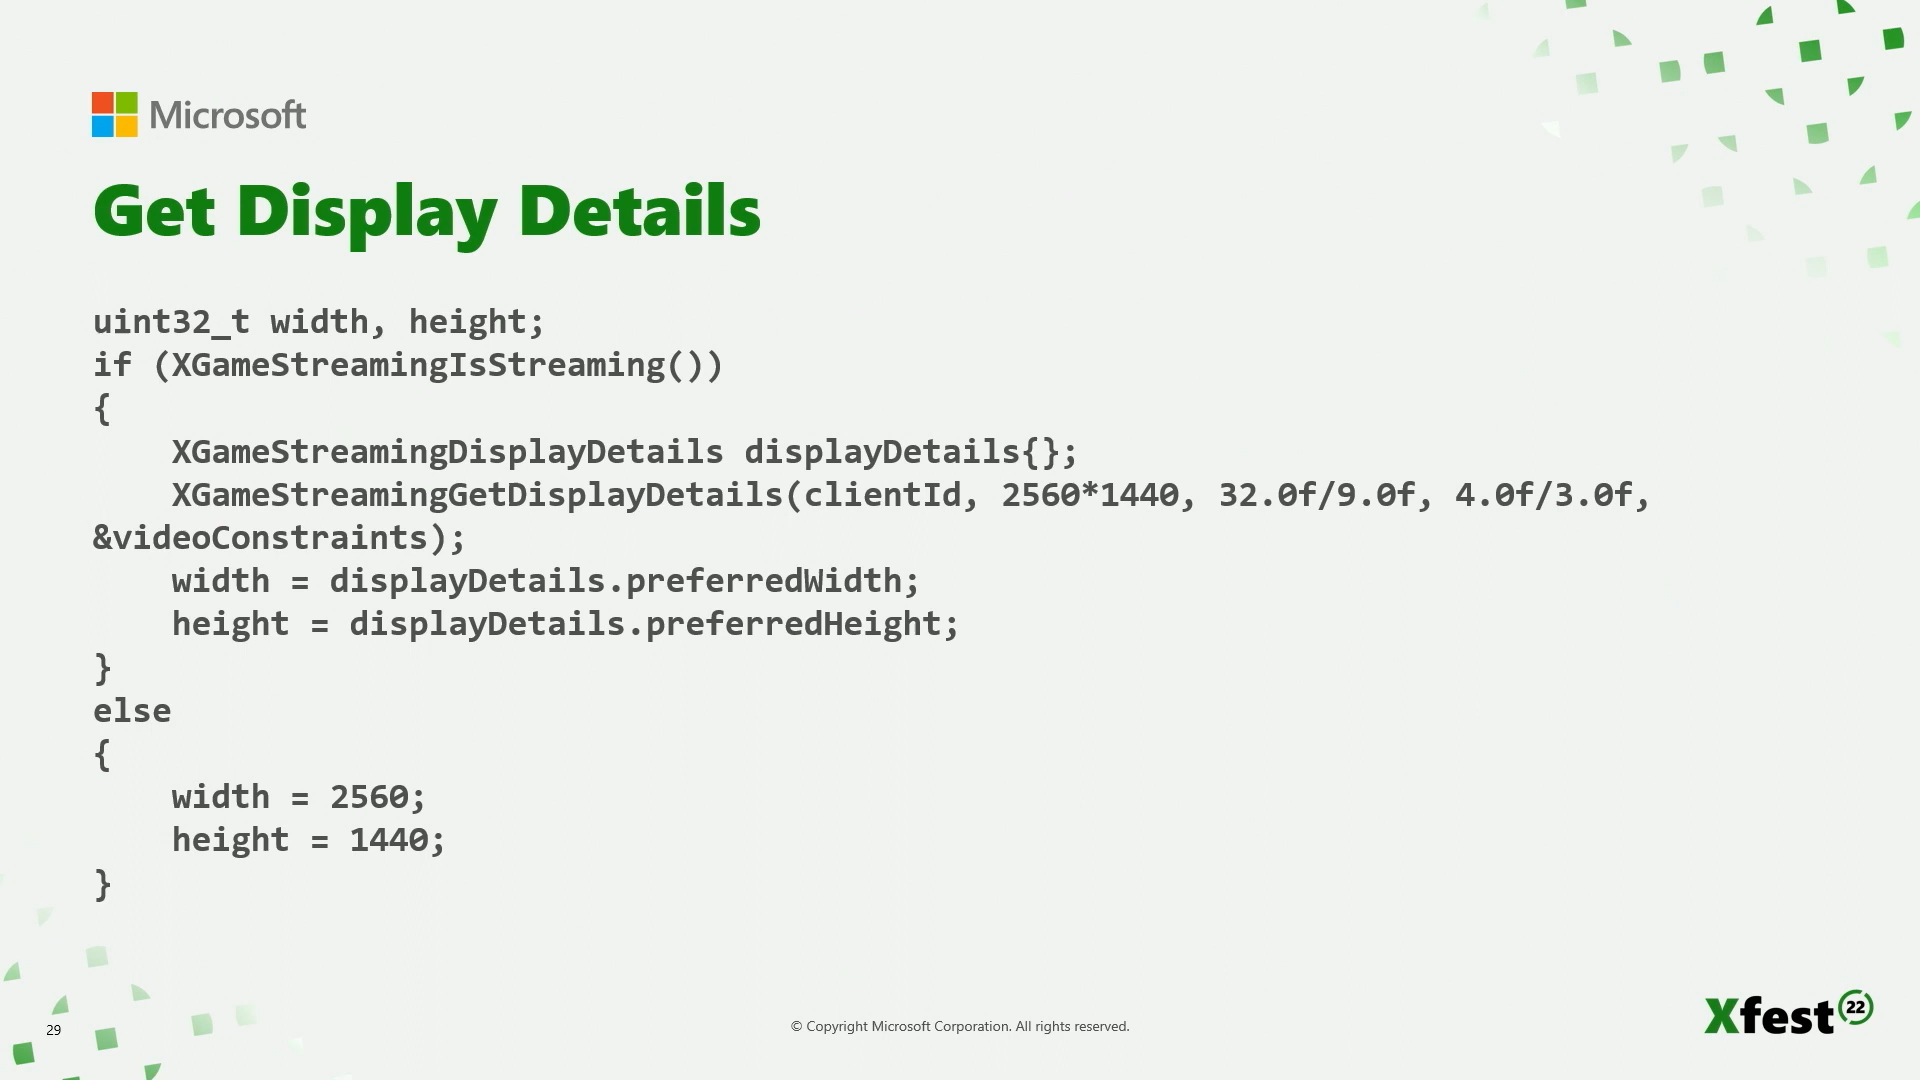 Microsoft
Get Display Details
uint32_t width, height;
if (XGameStreamingIsStreaming())
{
    XGameStreamingDisplayDetails displayDetails{};
    XGameStreamingGetDisplayDetails(clientId, 2560*1440, 32.0f/9.0f, 4.0f/3.0f,
&videoConstraints);
    width = displayDetails.preferredWidth;
    height = displayDetails.preferredHeight;
}
else
{
    width = 2560;
    height = 1440;
}
29
© Copyright Microsoft Corporation. All rights reserved.
Xfest 22